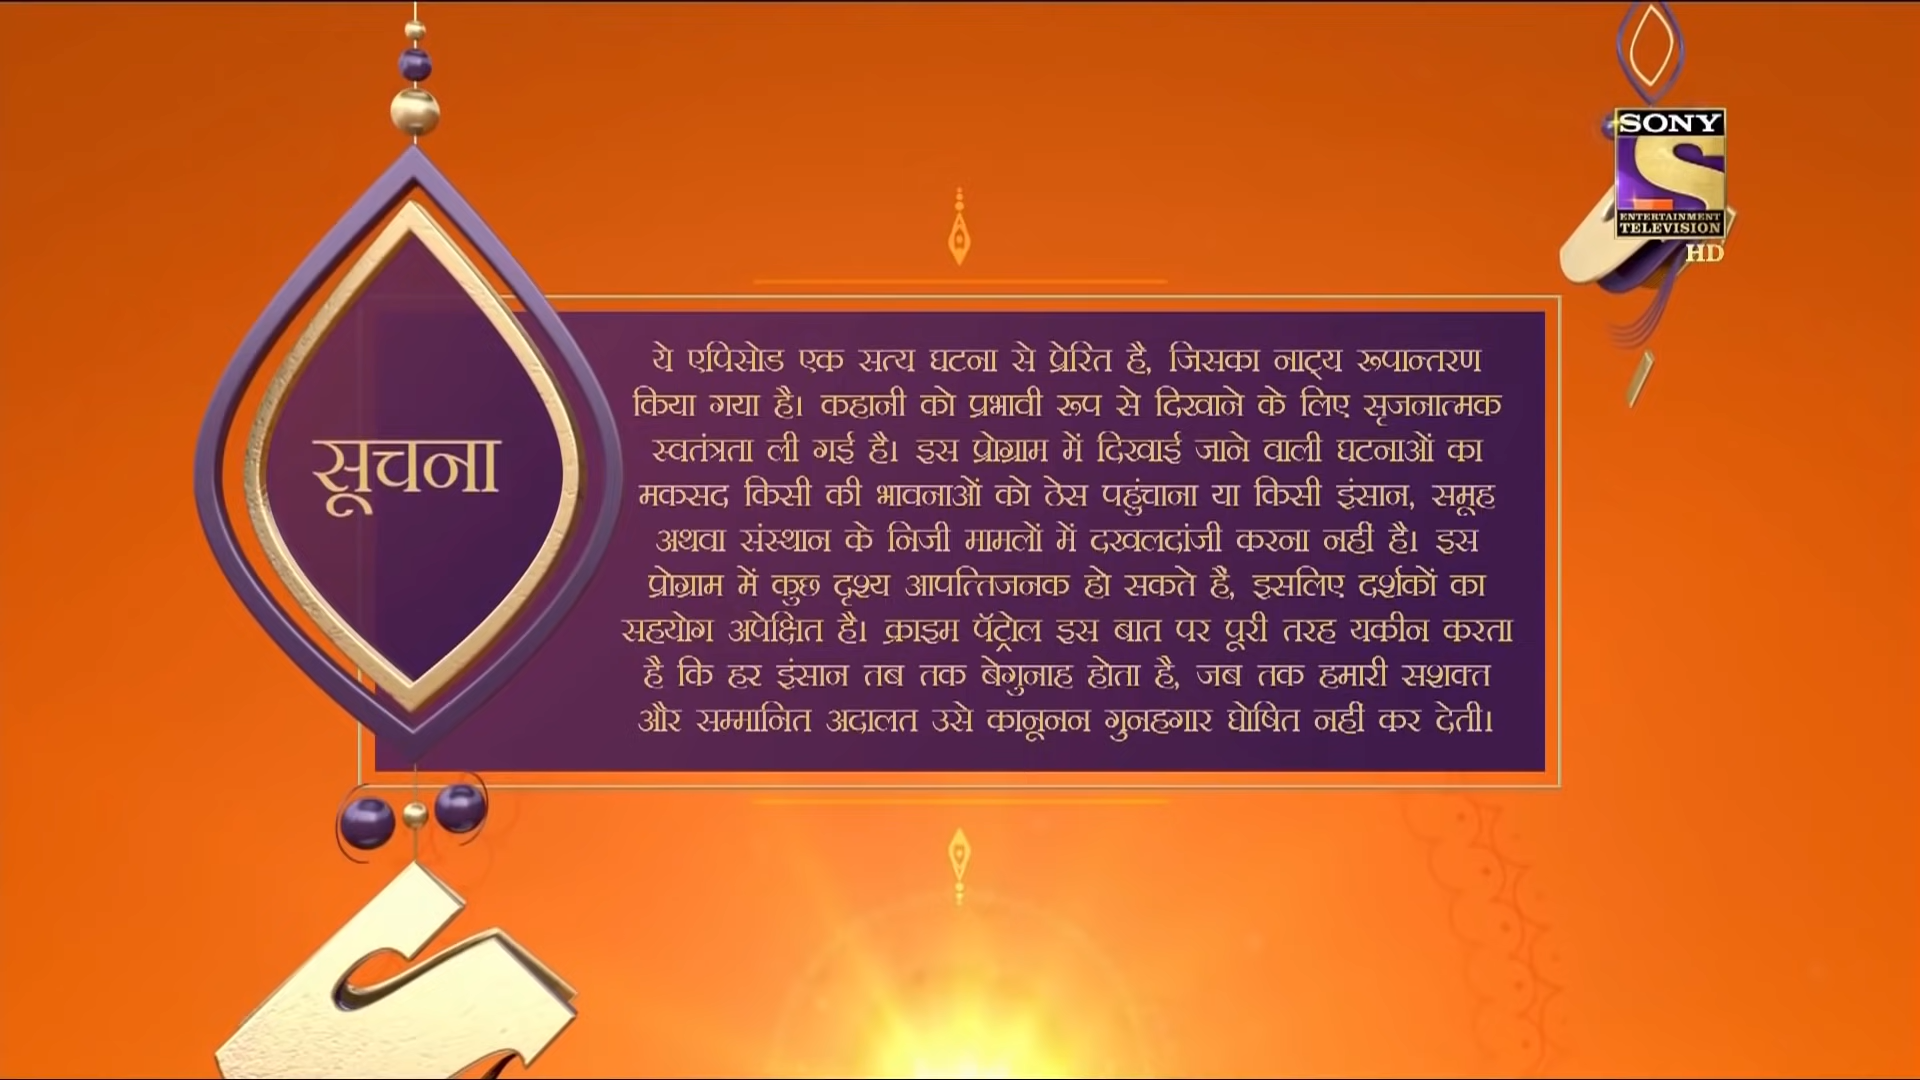 सूचना
ये एपिसोड एक सत्य घटना से प्रेरित है, जिसका नाट्य रूपान्तरण
किया गया है। कहानी को प्रभावी रूप से दिखाने के लिए सृजनात्मक
स्वतंत्रता ली गई है। इस प्रोग्राम में दिखाई जाने वाली घटनाओं का
मकसद किसी की भावनाओं को ठेस पहुंचाना या किसी इंसान, समूह
अथवा संस्थान के निजी मामलों में दखलदांजी करना नहीं है। इस
प्रोग्राम में कुछ दृश्य आपत्तिजनक हो सकते हैं, इसलिए दर्शकों का
सहयोग अपेक्षित है। क्राइम पॅट्रोल इस बात पर पूरी तरह यकीन करता
है कि हर इंसान तब तक बेगुनाह होता है, जब तक हमारी सशक्त
और सम्मानित अदालत उसे कानूनन गुनहगार घोषित नहीं कर देती।
SONY
ENTERTAINMENT
TELEVISION
HD